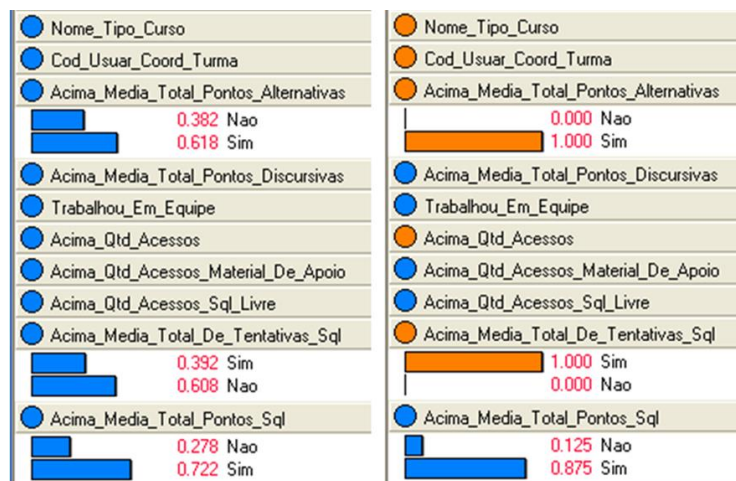 Nome_Tipo_Curso
Cod_Usuar_Coord_Turma
Acima_Media_Total_Pontos_Alternativas
0.382 Nao
0.618 Sim
Acima_Media_Total_Pontos_Discursivas
Trabalhou_Em_Equipe
Acima_Qtd_Acessos
Acima_Qtd_Acessos_Material_De_Apoio
Acima_Qtd_Acessos_Sql_Livre
Acima_Media_Total_De_Tentativas_Sql
0.392 Sim
0.608 Nao
Acima_Media_Total_Pontos_Sql
0.278 Nao
0.722 Sim
Nome_Tipo_Curso
Cod_Usuar_Coord_Turma
Acima_Media_Total_Pontos_Alternativas
0.000 Nao
1.000 Sim
Acima_Media_Total_Pontos_Discursivas
Trabalhou_Em_Equipe
Acima_Qtd_Acessos
Acima_Qtd_Acessos_Material_De_Apoio
Acima_Qtd_Acessos_Sql_Livre
Acima_Media_Total_De_Tentativas_Sql
1.000 Sim
0.000 Nao
Acima_Media_Total_Pontos_Sql
0.125 Nao
0.875 Sim